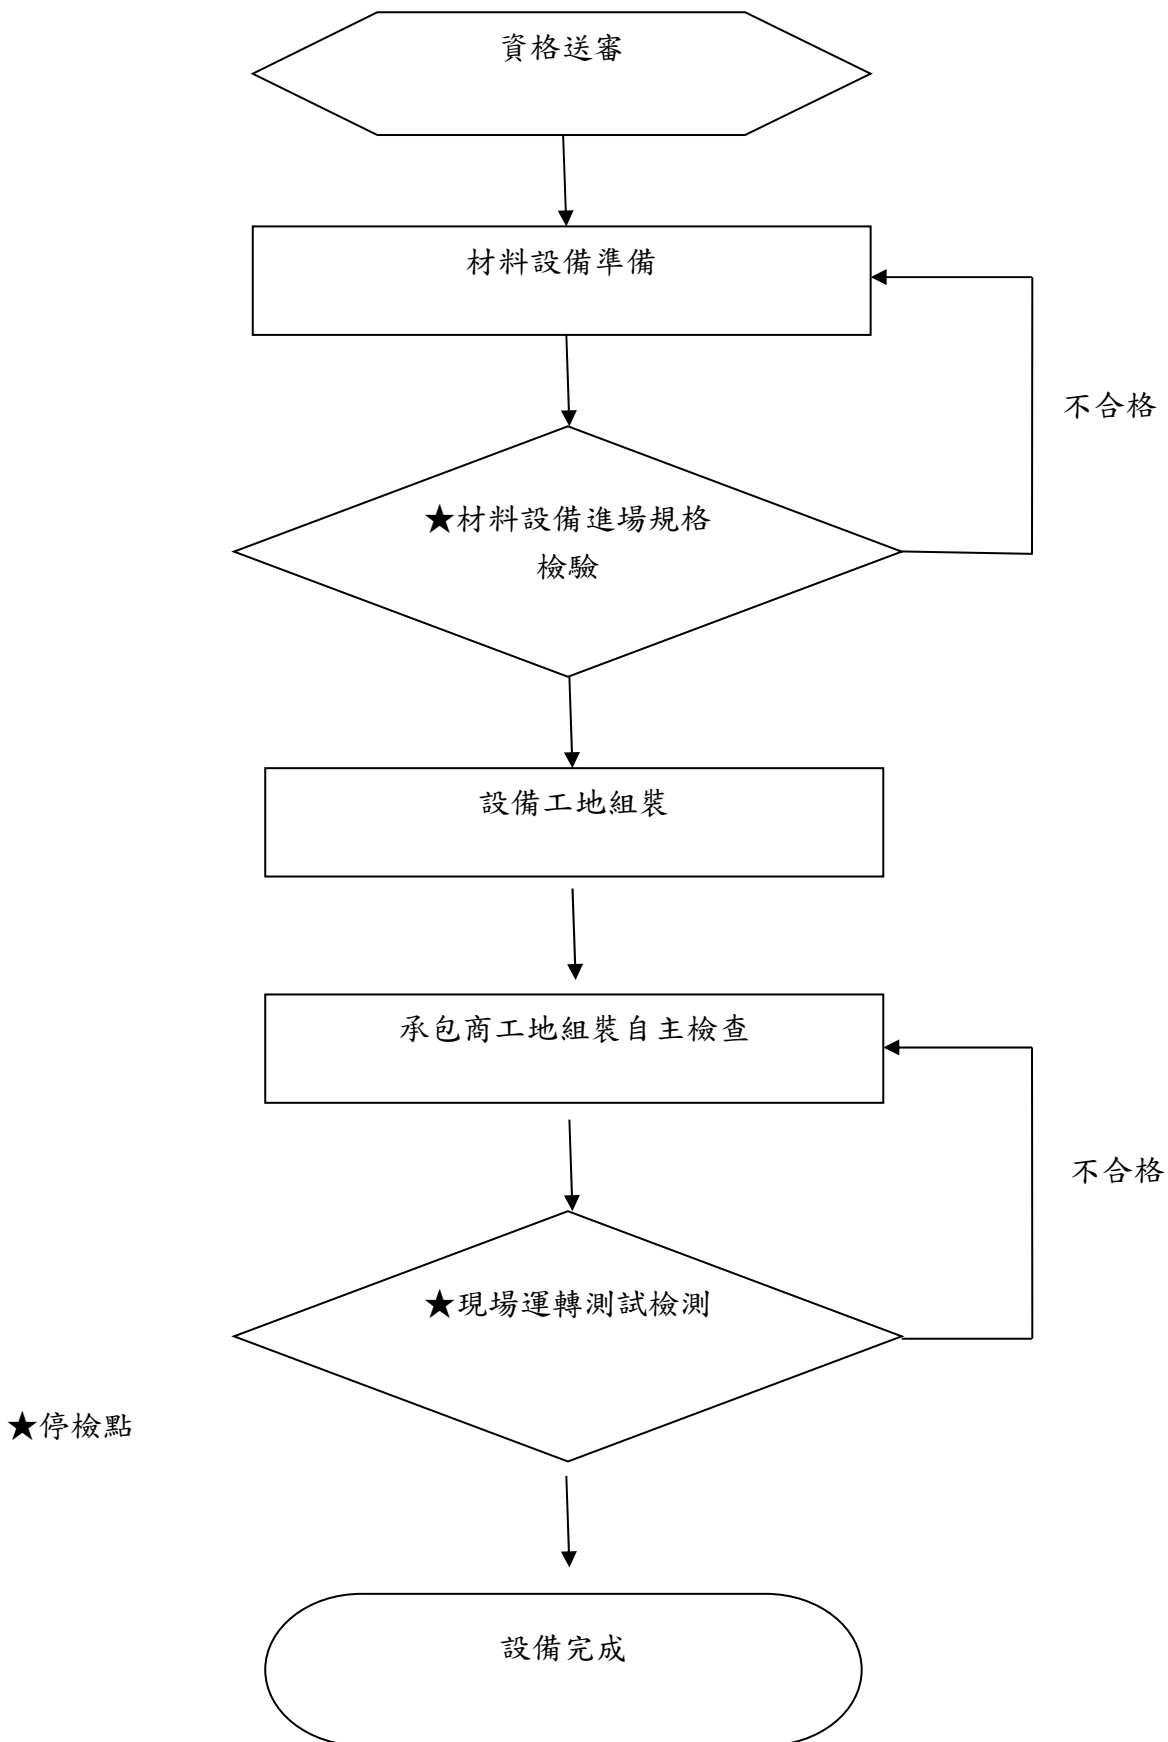 資格送審
材料設備準備
不合格
★材料設備進場規格
檢驗
設備工地組裝
承包商工地組裝自主檢查
不合格
★現場運轉測試檢測
★停檢點
設備完成